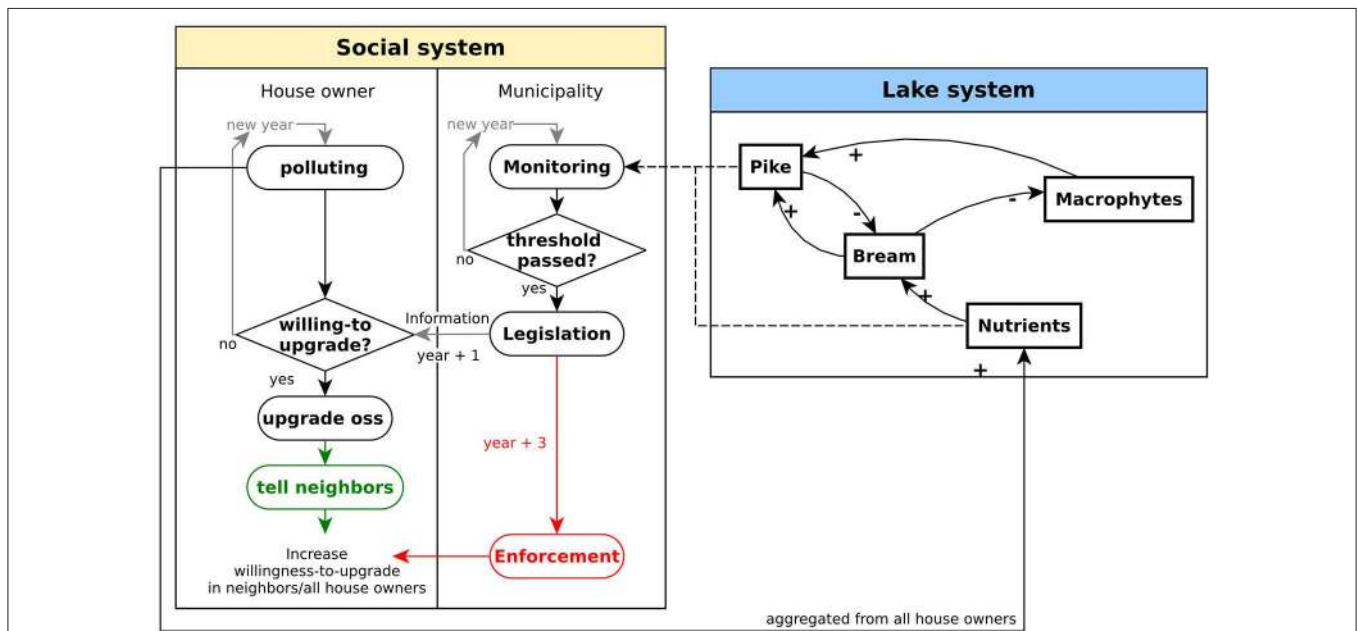 Social system
House owner
Municipality
new year
polluting
willing-to
upgrade?
no
yes
upgrade oss
tell neighbors
Increase
willingness-to-upgrade
in neighbors/all house owners
new year
Monitoring
threshold
passed?
no
yes
Information
year + 1
Legislation
year + 3
Enforcement
Lake system
Pike
+
Macrophytes
+
-
-
Bream
+
Nutrients
+
aggregated from all house owners